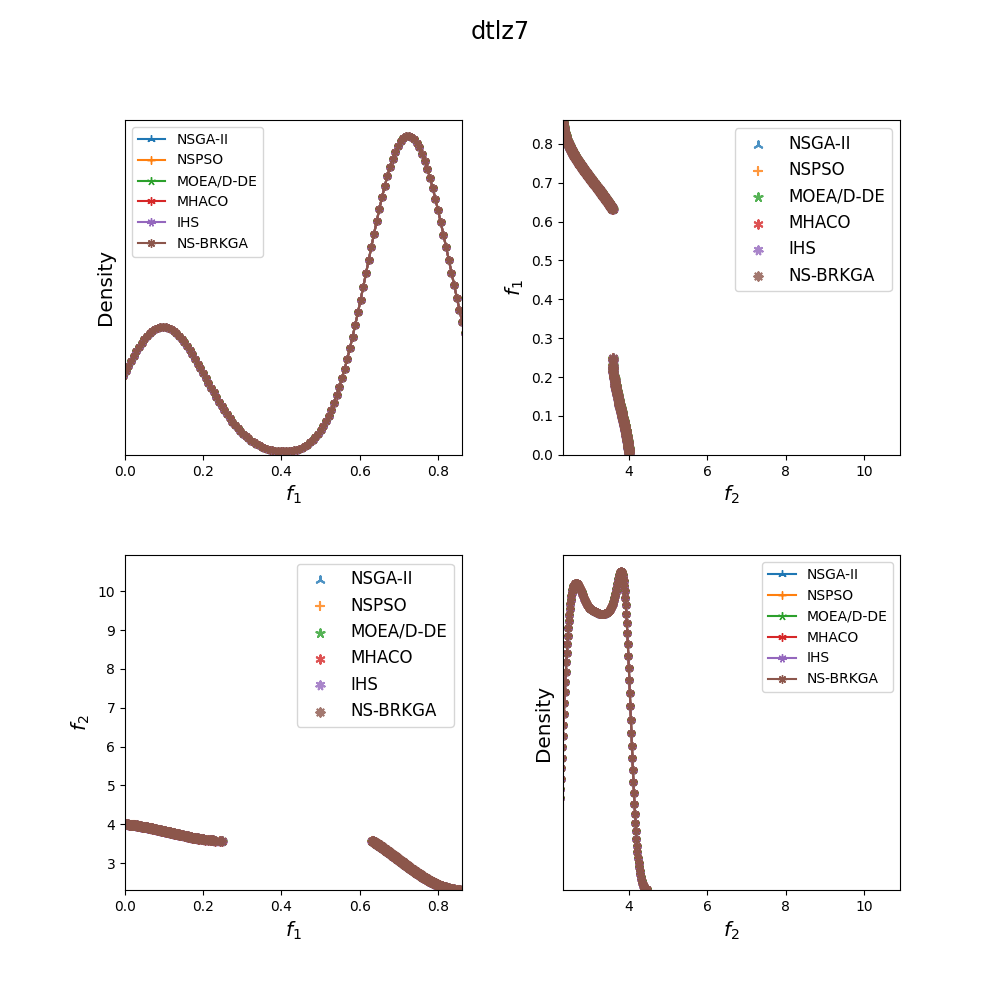 dtlz7
Density
NSGA-II
NSPSO
MOEA/D-DE
MHACO
IHS
NS-BRKGA
0.0 0.2 0.4 0.6 0.8
f1
f1
0.8
0.7
0.6
0.5
0.4
0.3
0.2
0.1
0.0
NSGA-II
NSPSO
MOEA/D-DE
MHACO
IHS
NS-BRKGA
4 6 8 10
f2
f2
10
9
8
7
6
5
4
3
NSGA-II
NSPSO
MOEA/D-DE
MHACO
IHS
NS-BRKGA
0.0 0.2 0.4 0.6 0.8
f1
Density
NSGA-II
NSPSO
MOEA/D-DE
MHACO
IHS
NS-BRKGA
4 6 8 10
f2